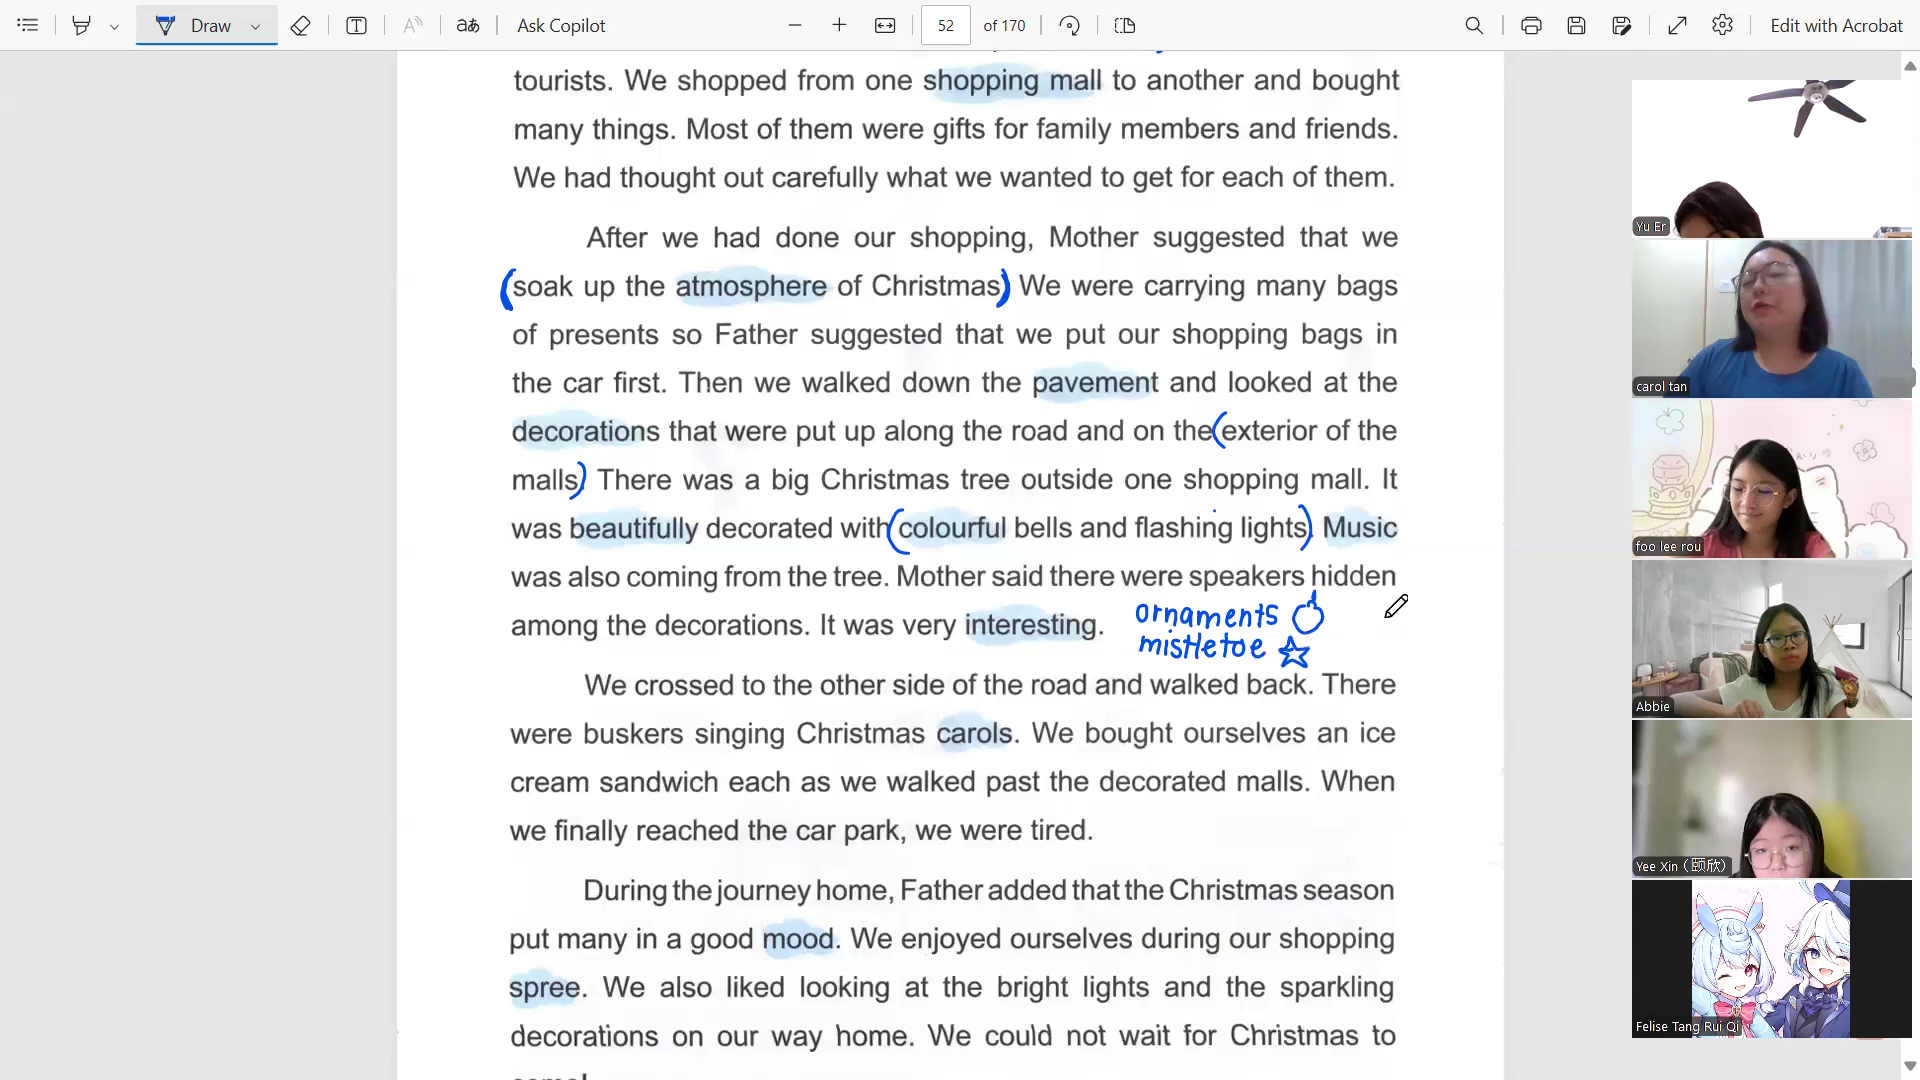 Draw
Ask Copilot
52 of 170
Edit with Acrobat
tourists. We shopped from one shopping mall to another and bought
many things. Most of them were gifts for family members and friends.
We had thought out carefully what we wanted to get for each of them.
After we had done our shopping, Mother suggested that we
(soak up the atmosphere of Christmas) We were carrying many bags
of presents so Father suggested that we put our shopping bags in
the car first. Then we walked down the pavement and looked at the
decorations that were put up along the road and on the (exterior of the
malls) There was a big Christmas tree outside one shopping mall. It
was beautifully decorated with (colourful bells and flashing lights) Music
was also coming from the tree. Mother said there were speakers hidden
among the decorations. It was very interesting.
ornaments
mistletoe
We crossed to the other side of the road and walked back. There
were buskers singing Christmas carols. We bought ourselves an ice
cream sandwich each as we walked past the decorated malls. When
we finally reached the car park, we were tired.
During the journey home, Father added that the Christmas season
put many in a good mood. We enjoyed ourselves during our shopping
spree. We also liked looking at the bright lights and the sparkling
decorations on our way home. We could not wait for Christmas to
Yu Er
carol tan
foo lee rou
Abbie
Yee Xin (颐欣)
Felise Tang Rui Qi